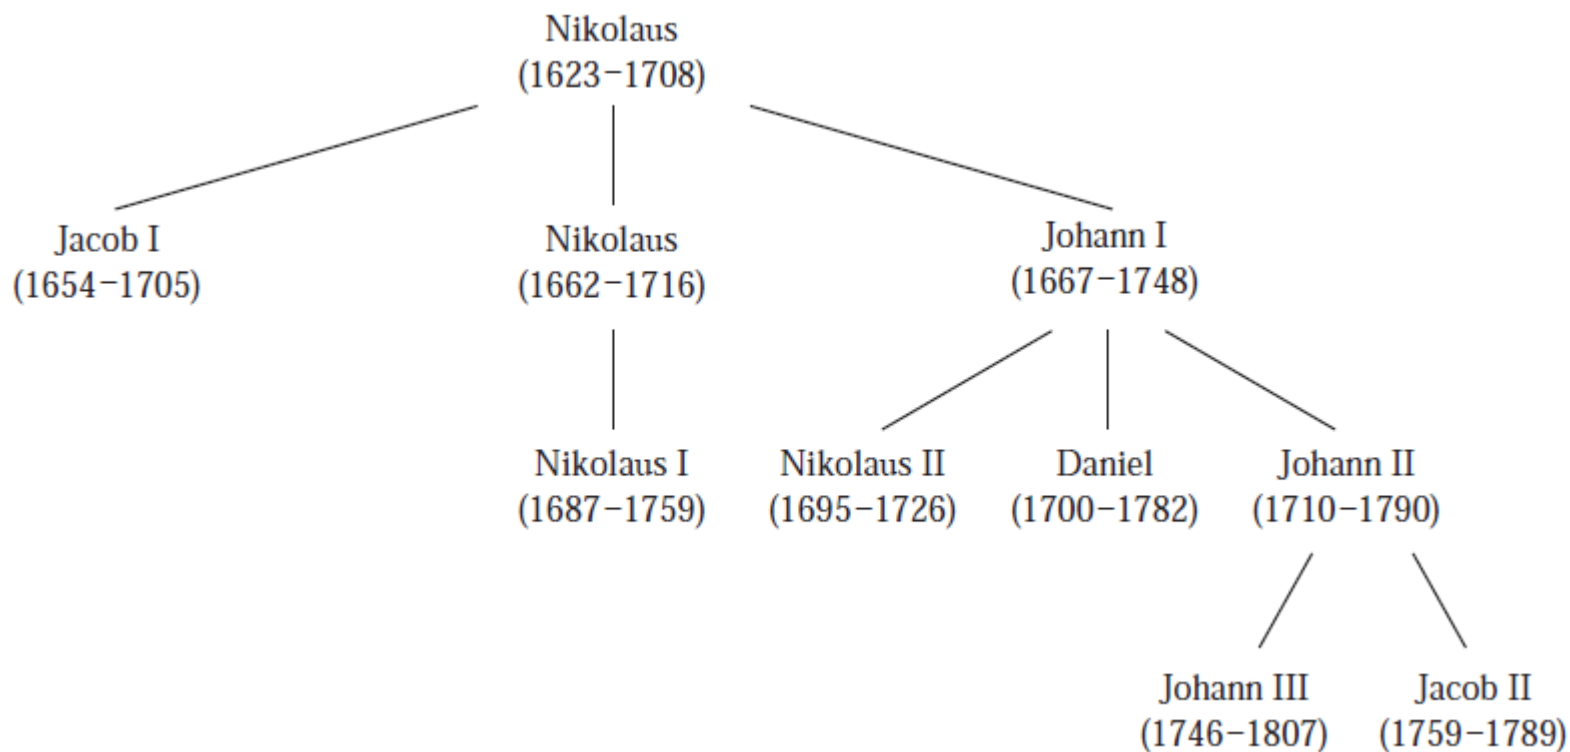 Nikolaus
(1623–1708)
Jacob I
(1654–1705)
Nikolaus
(1662–1716)
Johann I
(1667–1748)
Nikolaus I
(1687–1759)
Nikolaus II
(1695–1726)
Daniel
(1700–1782)
Johann II
(1710–1790)
Johann III
(1746–1807)
Jacob II
(1759–1789)